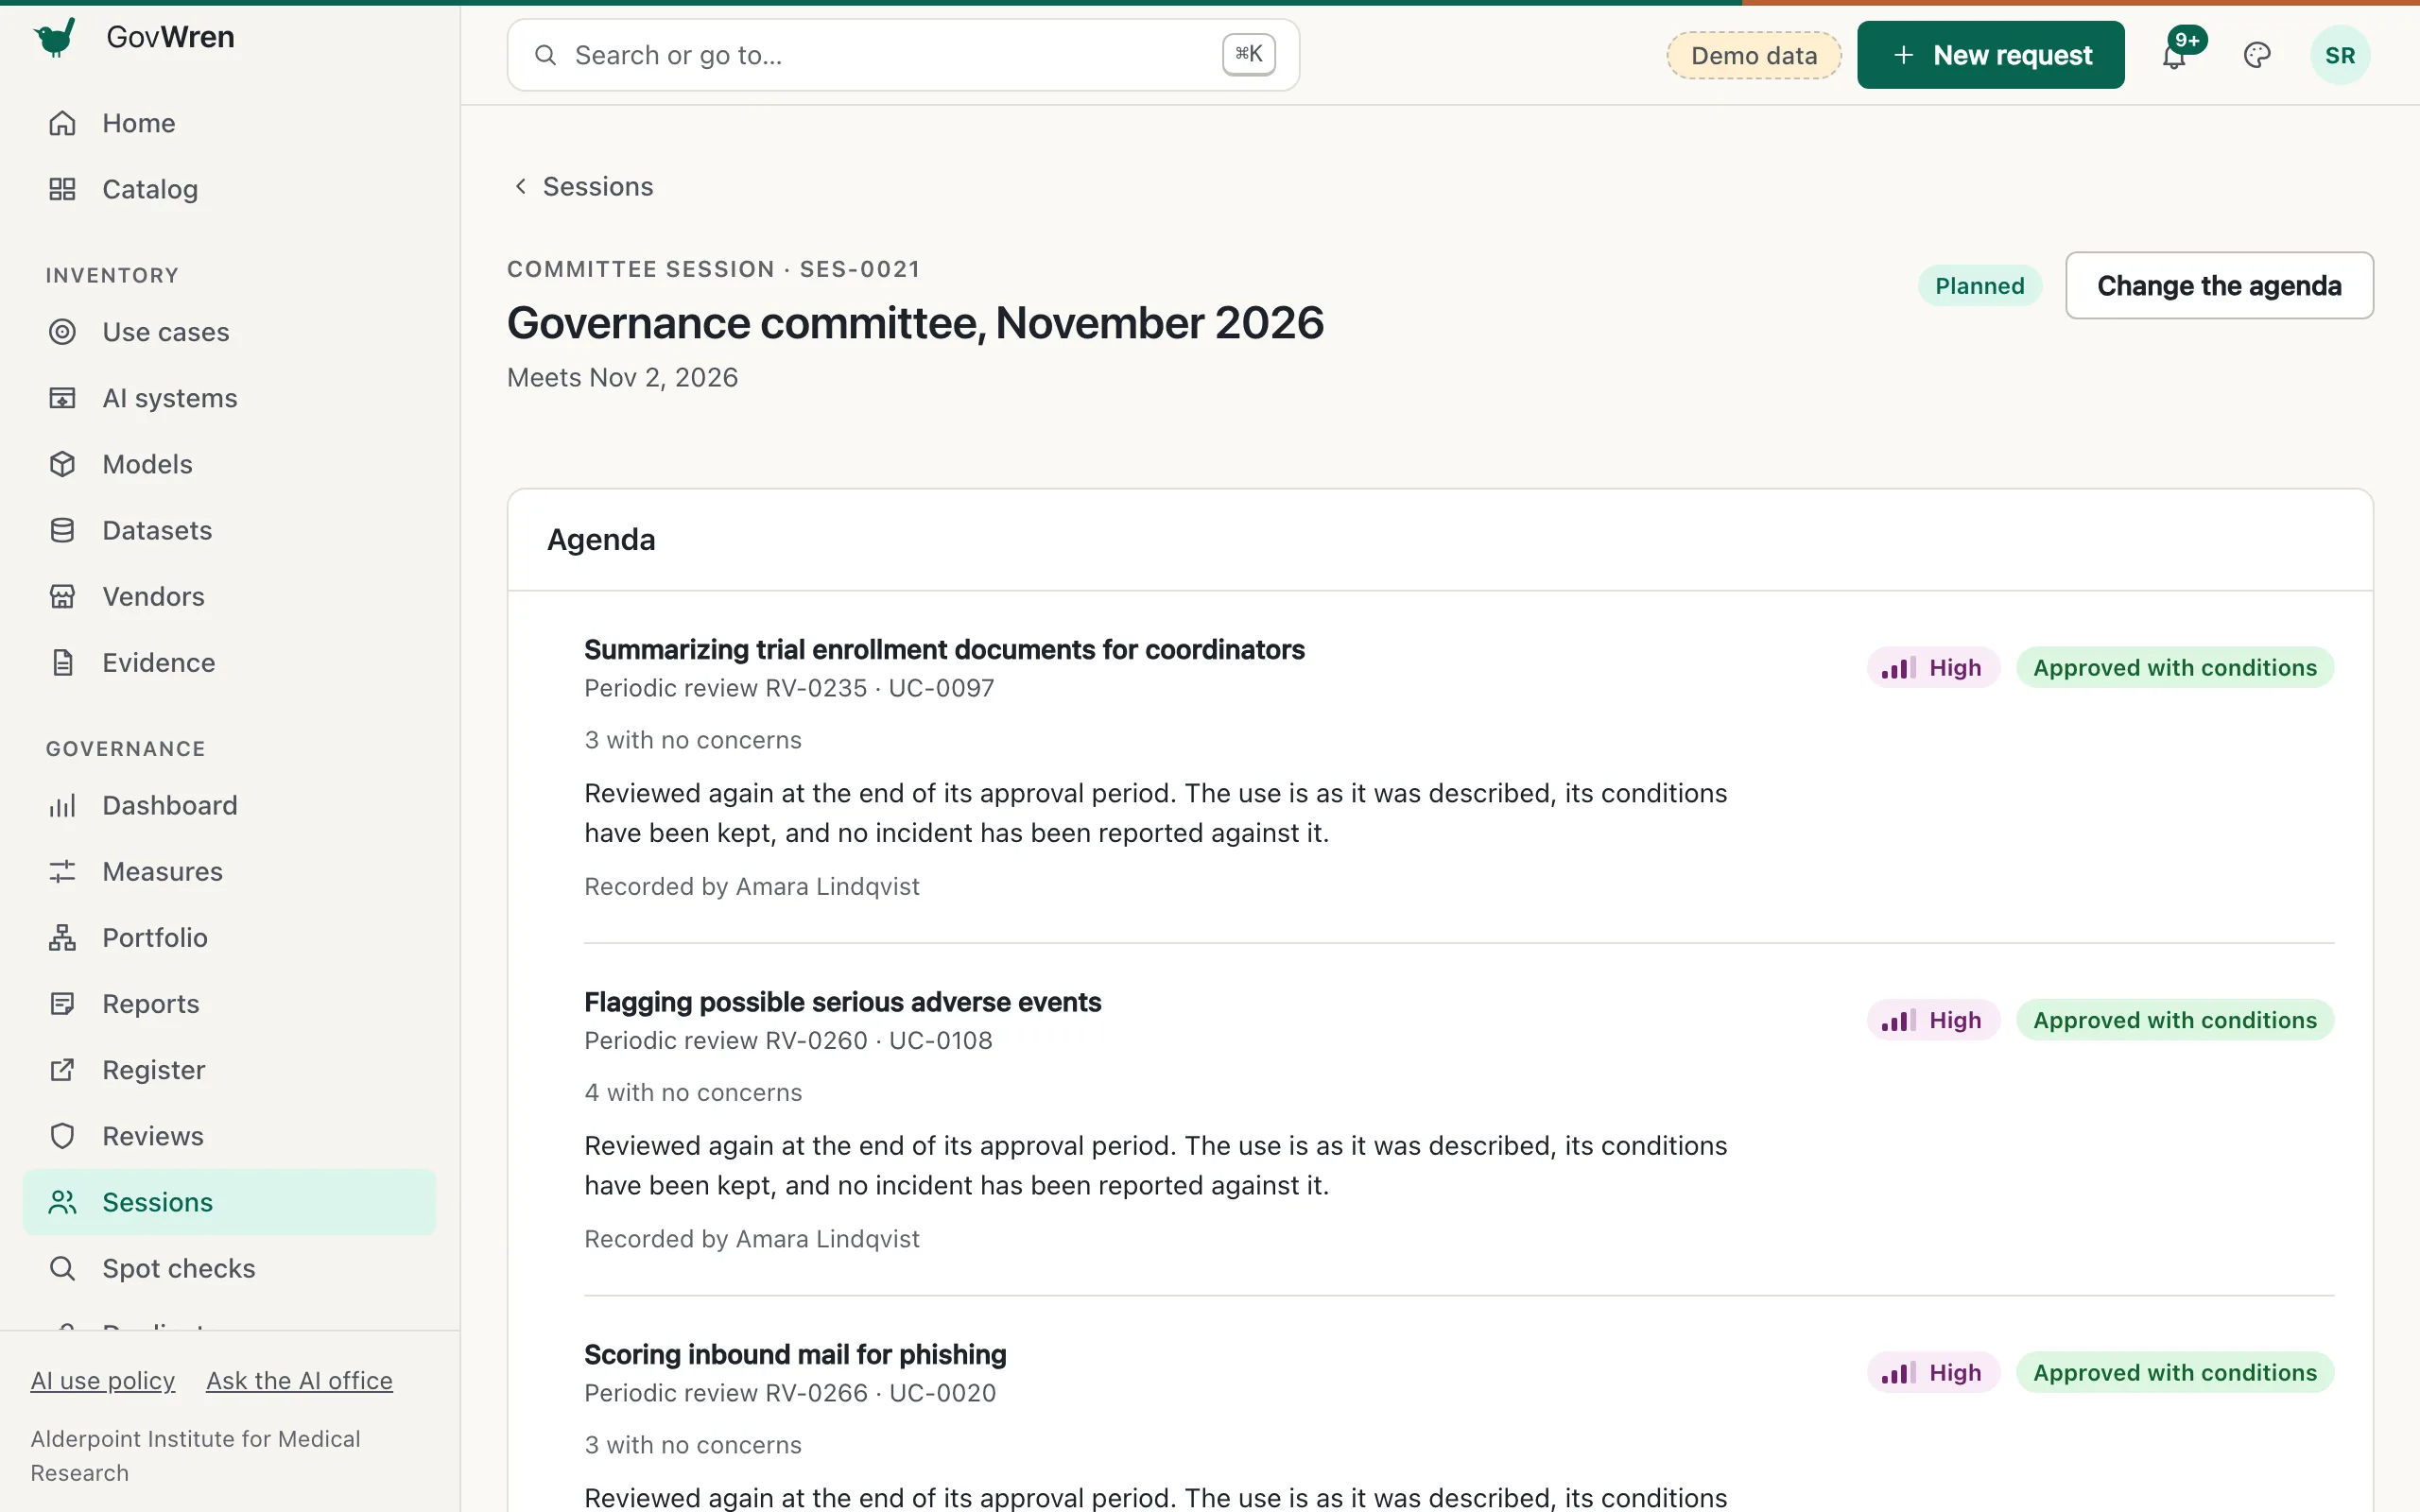 GovWren
Search or go to...
⌘K
Demo data
+ New request
9+
SR
Home
Catalog
INVENTORY
Use cases
AI systems
Models
Datasets
Vendors
Evidence
GOVERNANCE
Dashboard
Measures
Portfolio
Reports
Register
Reviews
Sessions
Spot checks
AI use policy
Ask the AI office
Alderpoint Institute for Medical
Research
Sessions
COMMITTEE SESSION · SES-0021
Governance committee, November 2026
Meets Nov 2, 2026
Planned
Change the agenda
Agenda
Summarizing trial enrollment documents for coordinators
Periodic review RV-0235 · UC-0097
High
Approved with conditions
3 with no concerns
Reviewed again at the end of its approval period. The use is as it was described, its conditions
have been kept, and no incident has been reported against it.
Recorded by Amara Lindqvist
Flagging possible serious adverse events
Periodic review RV-0260 · UC-0108
High
Approved with conditions
4 with no concerns
Reviewed again at the end of its approval period. The use is as it was described, its conditions
have been kept, and no incident has been reported against it.
Recorded by Amara Lindqvist
Scoring inbound mail for phishing
Periodic review RV-0266 · UC-0020
High
Approved with conditions
3 with no concerns
Reviewed again at the end of its approval period. The use is as it was described, its conditions